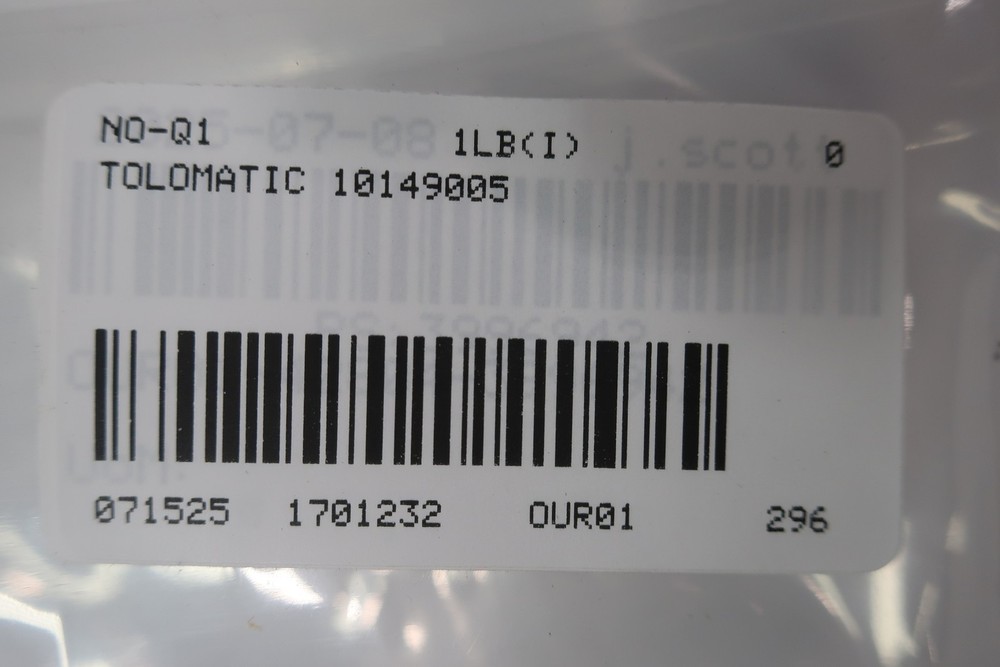 NO-Q1 1LB(I) 0
TOLOMATIC 10149005
071525 1701232 OUR01 296